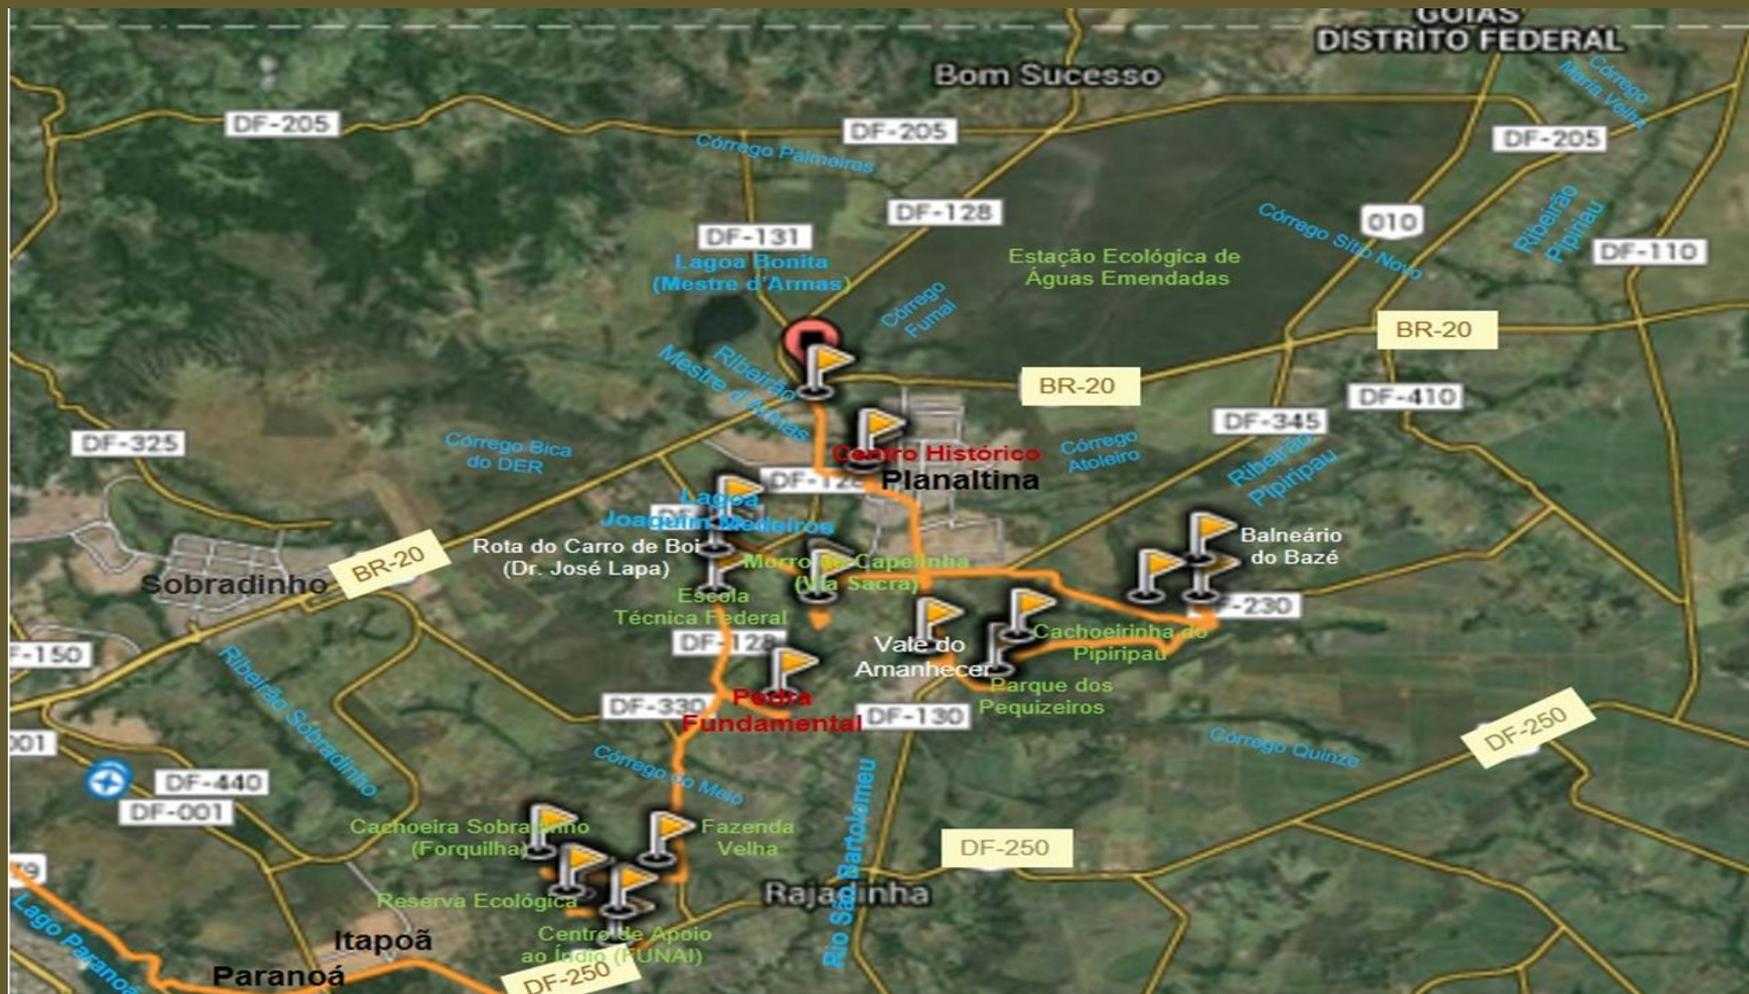 GOIÁS
DISTRITO FEDERAL
Bom Sucesso
Córrego
Maria Velha
DF-205
DF-205
DF-205
Córrego Palmeiras
DF-128
DF-131
Córrego Sítio Novo
010
Ribeirão
Pipiriau
DF-110
Lagoa Bonita
(Mestre d'Armas)
Estação Ecológica de
Águas Emendadas
Córrego
Fumal
BR-20
BR-20
Ribeirão
Mestre d'Armas
DF-410
DF-345
DF-325
Córrego Bica
do DER
Centro Histórico
Planaltina
Córrego
Atoleiro
Ribeirão
Pipiripau
DF-128
Lagoa
Joaquim Medeiros
Rota do Carro de Boi
(Dr. José Lapa)
Balneário
do Bazé
BR-20
Sobradinho
Morro da Capelinha
(Via Sacra)
Escola
Técnica Federal
F-230
DF-128
Vale do
Amanhecer
Cachoeirinha do
Pipiripau
F-150
Parque dos
Pequizeiros
Pedra
Fundamental
DF-330
DF-130
Ribeirão Sobradinho
DF-250
001
Córrego do Meio
Córrego Quinze
DF-440
DF-001
Rio São Bartolomeu
Cachoeira Sobradinho
(Forquilha)
Fazenda
Velha
DF-250
Reserva Ecológica
Rajadinha
Lago Paranoá
Itapoã
Centro de Apoio
ao Índio (FUNAI)
Paranoá
DF-250